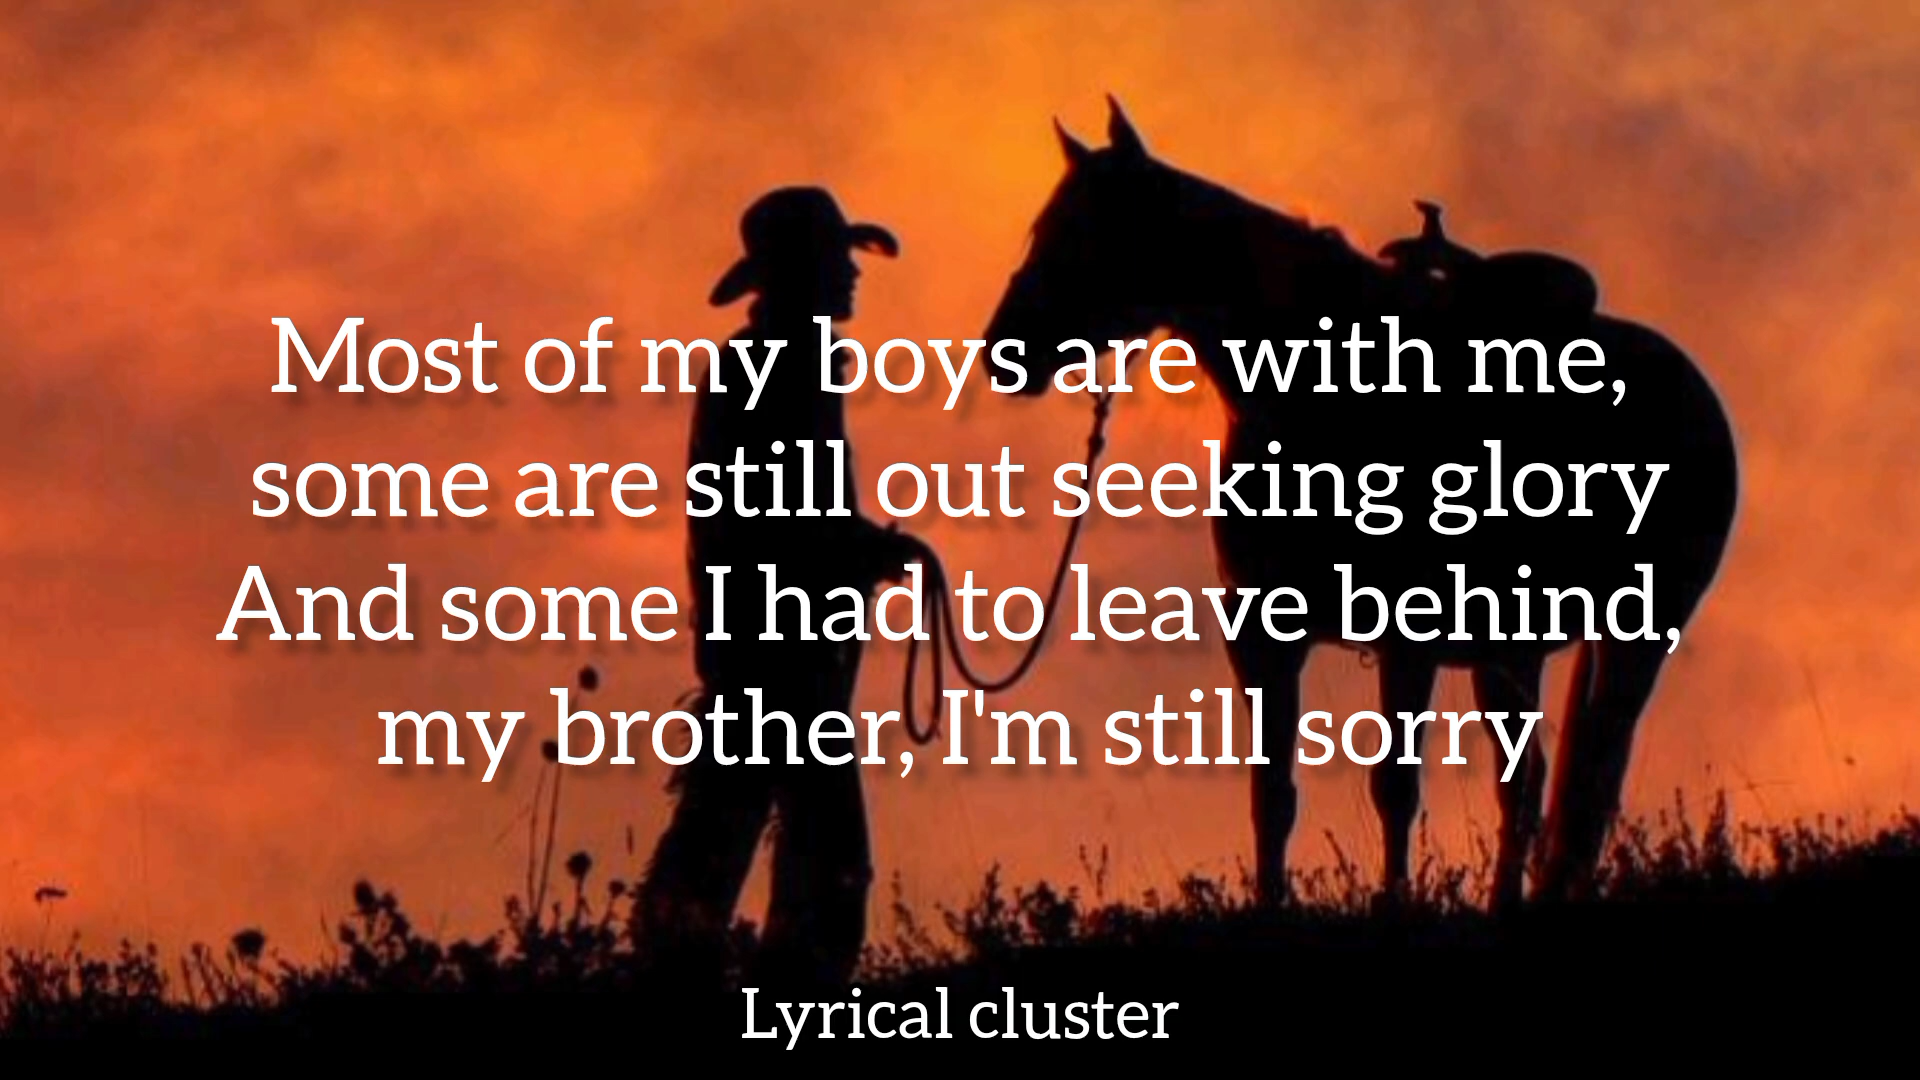 Most of my boys are with me,
some are still out seeking glory
And some I had to leave behind,
my brother, I'm still sorry
Lyrical cluster